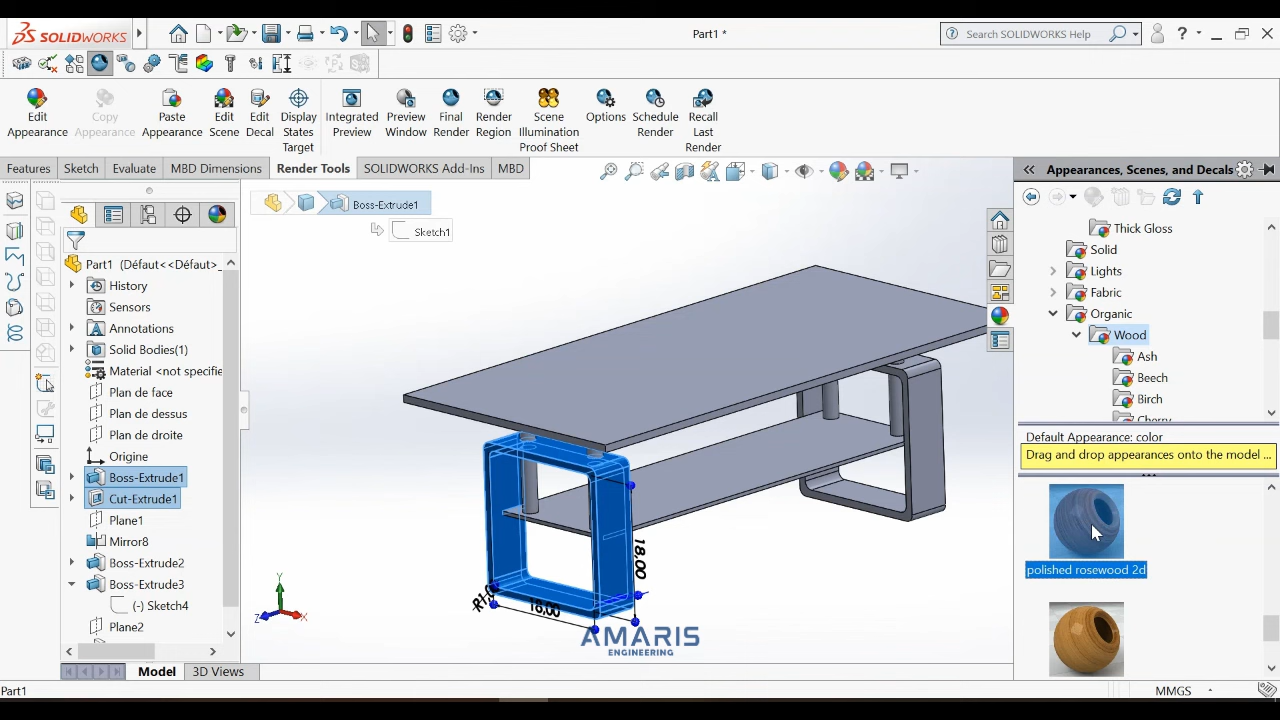 SOLIDWORKS
Part1 *
Search SOLIDWORKS Help
Edit Appearance
Copy Appearance
Paste Appearance
Edit Scene
Edit Decal
Display States Target
Integrated Preview
Preview Window
Final Render
Render Region
Scene Illumination Proof Sheet
Options
Schedule Render
Recall Last Render
Features
Sketch
Evaluate
MBD Dimensions
Render Tools
SOLIDWORKS Add-Ins
MBD
Part1 (Défaut<<Défaut>_
History
Sensors
Annotations
Solid Bodies(1)
Material <not specifie
Plan de face
Plan de dessus
Plan de droite
Origine
Boss-Extrude1
Cut-Extrude1
Plane1
Mirror8
Boss-Extrude2
Boss-Extrude3
(-) Sketch4
Plane2
Boss-Extrude1
Sketch1
18,00
18,00
Y
X
Z
AMARIS
ENGINEERING
Appearances, Scenes, and Decals
Thick Gloss
Solid
Lights
Fabric
Organic
Wood
Ash
Beech
Birch
Cherry
Default Appearance: color
Drag and drop appearances onto the model ...
polished rosewood 2d
Model
3D Views
Part1
MMGS